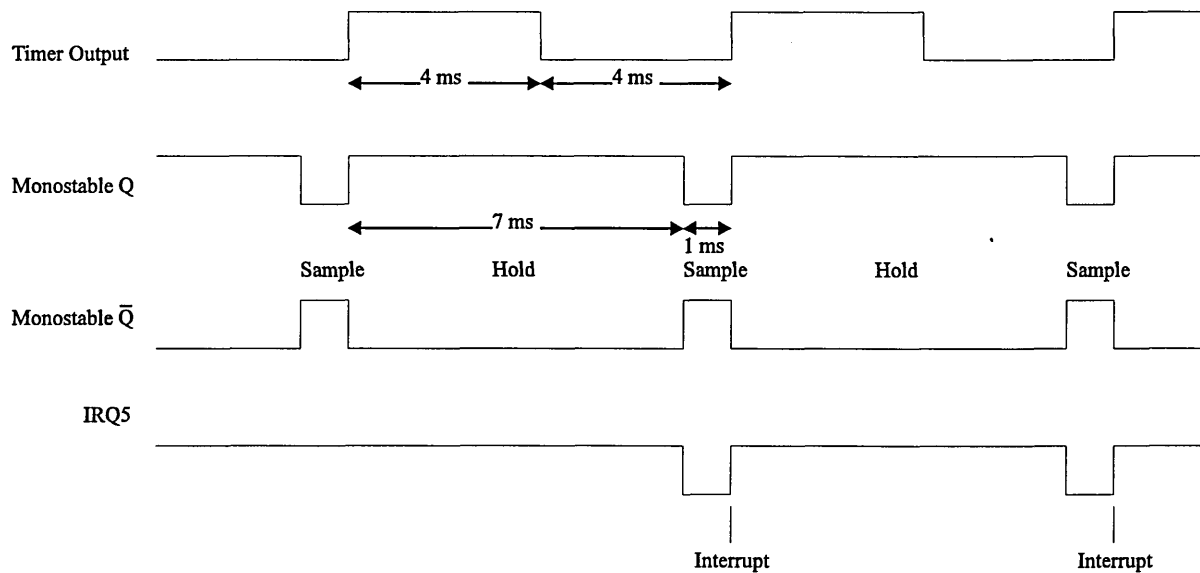 Timer Output
4 ms 4 ms
Monostable Q
7 ms
1 ms
Sample Hold Sample Hold Sample
Monostable Q̅
IRQ5
Interrupt Interrupt